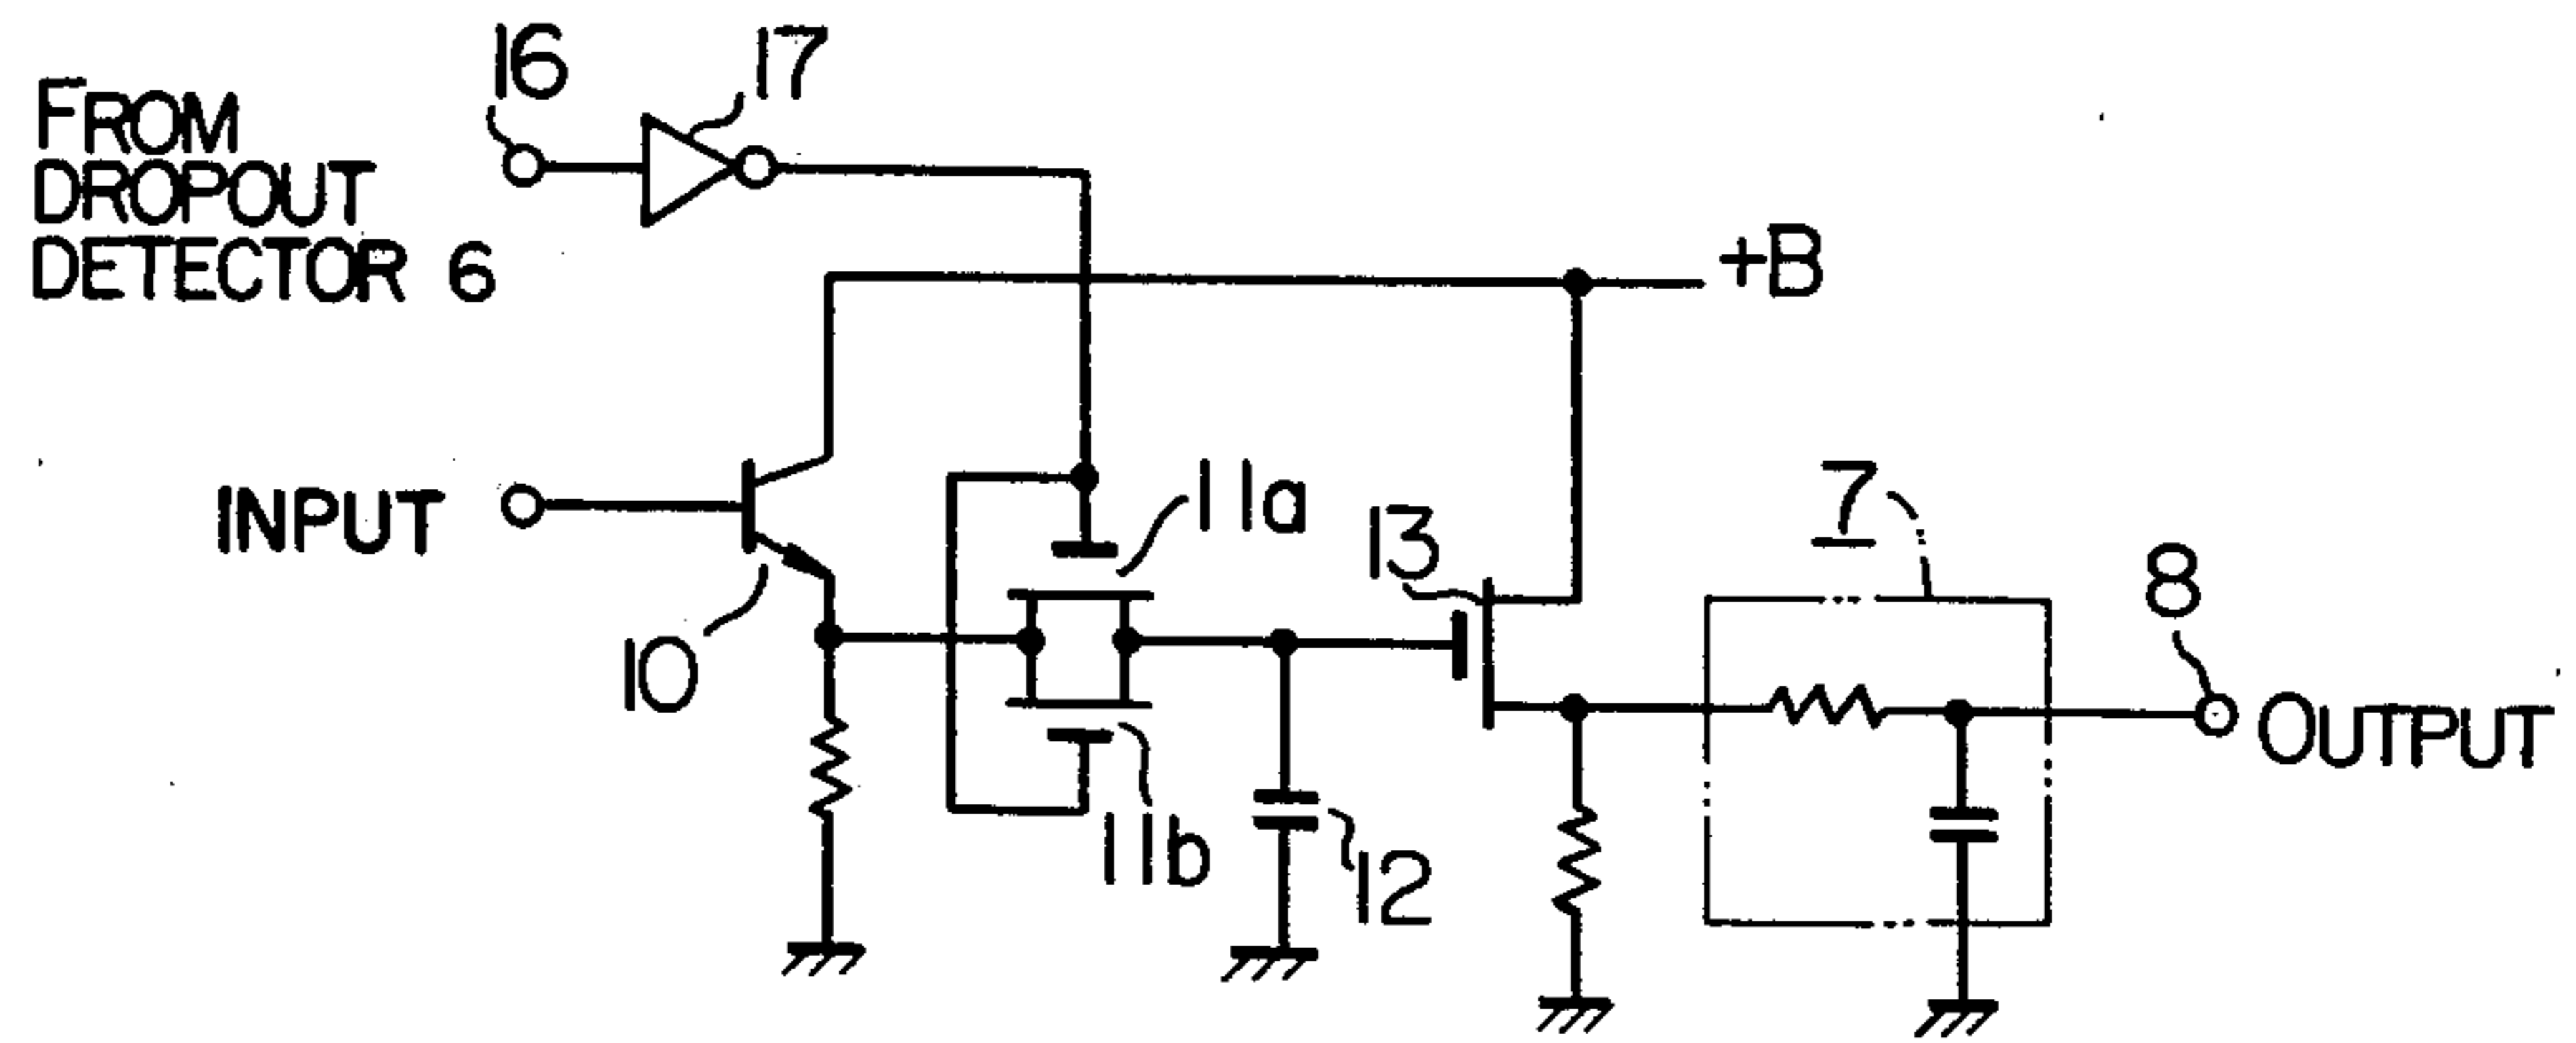 16
17
FROM
DROPOUT
DETECTOR 6
+B
INPUT
11a
13
7
8
10
OUTPUT
11b
12